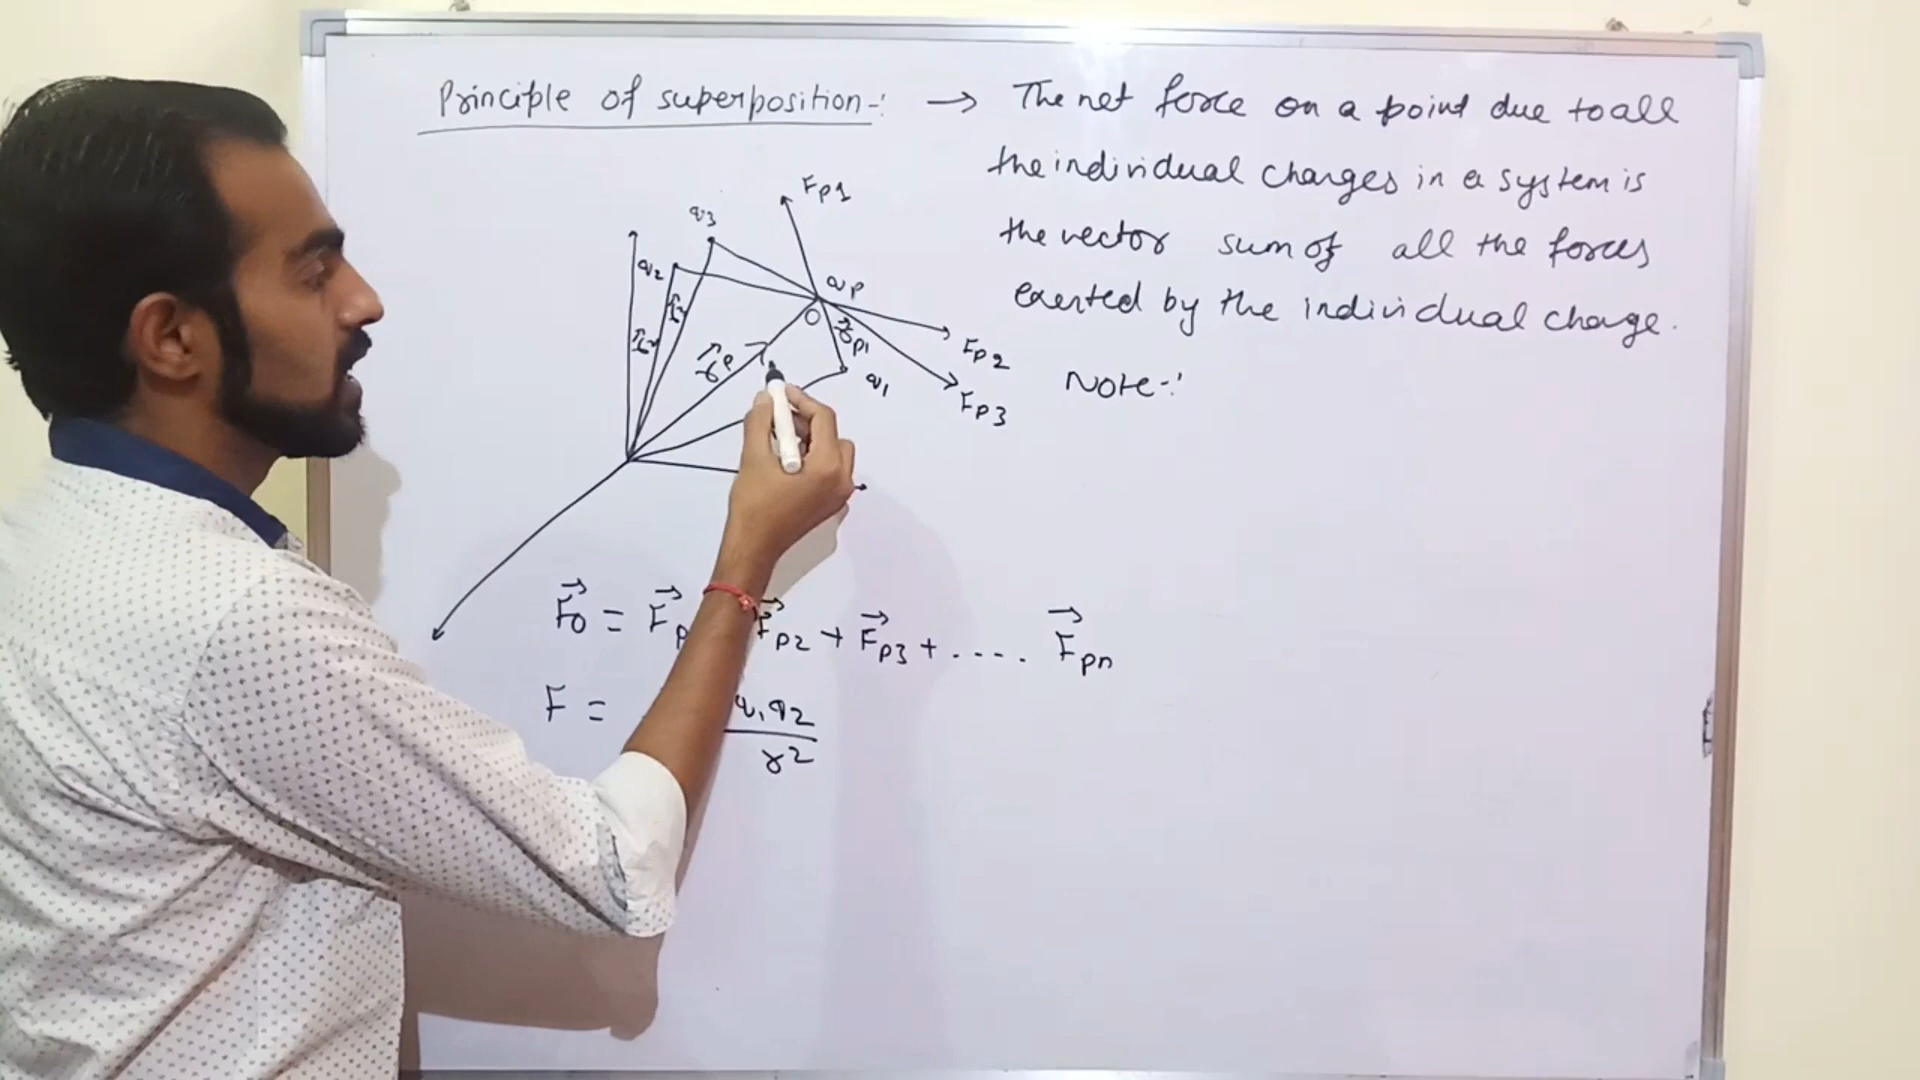 Principle of superposition-: → The net force on a point due to all
the individual charges in a system is
the vector sum of all the forces
exerted by the individual charge.
Note-:
Fp1
q3
q2
qp
O
rp1
q1
Fp2
Fp3
rp
F0 = Fp Fp2 + Fp3 + ..... Fpn
F = q1q2
r2